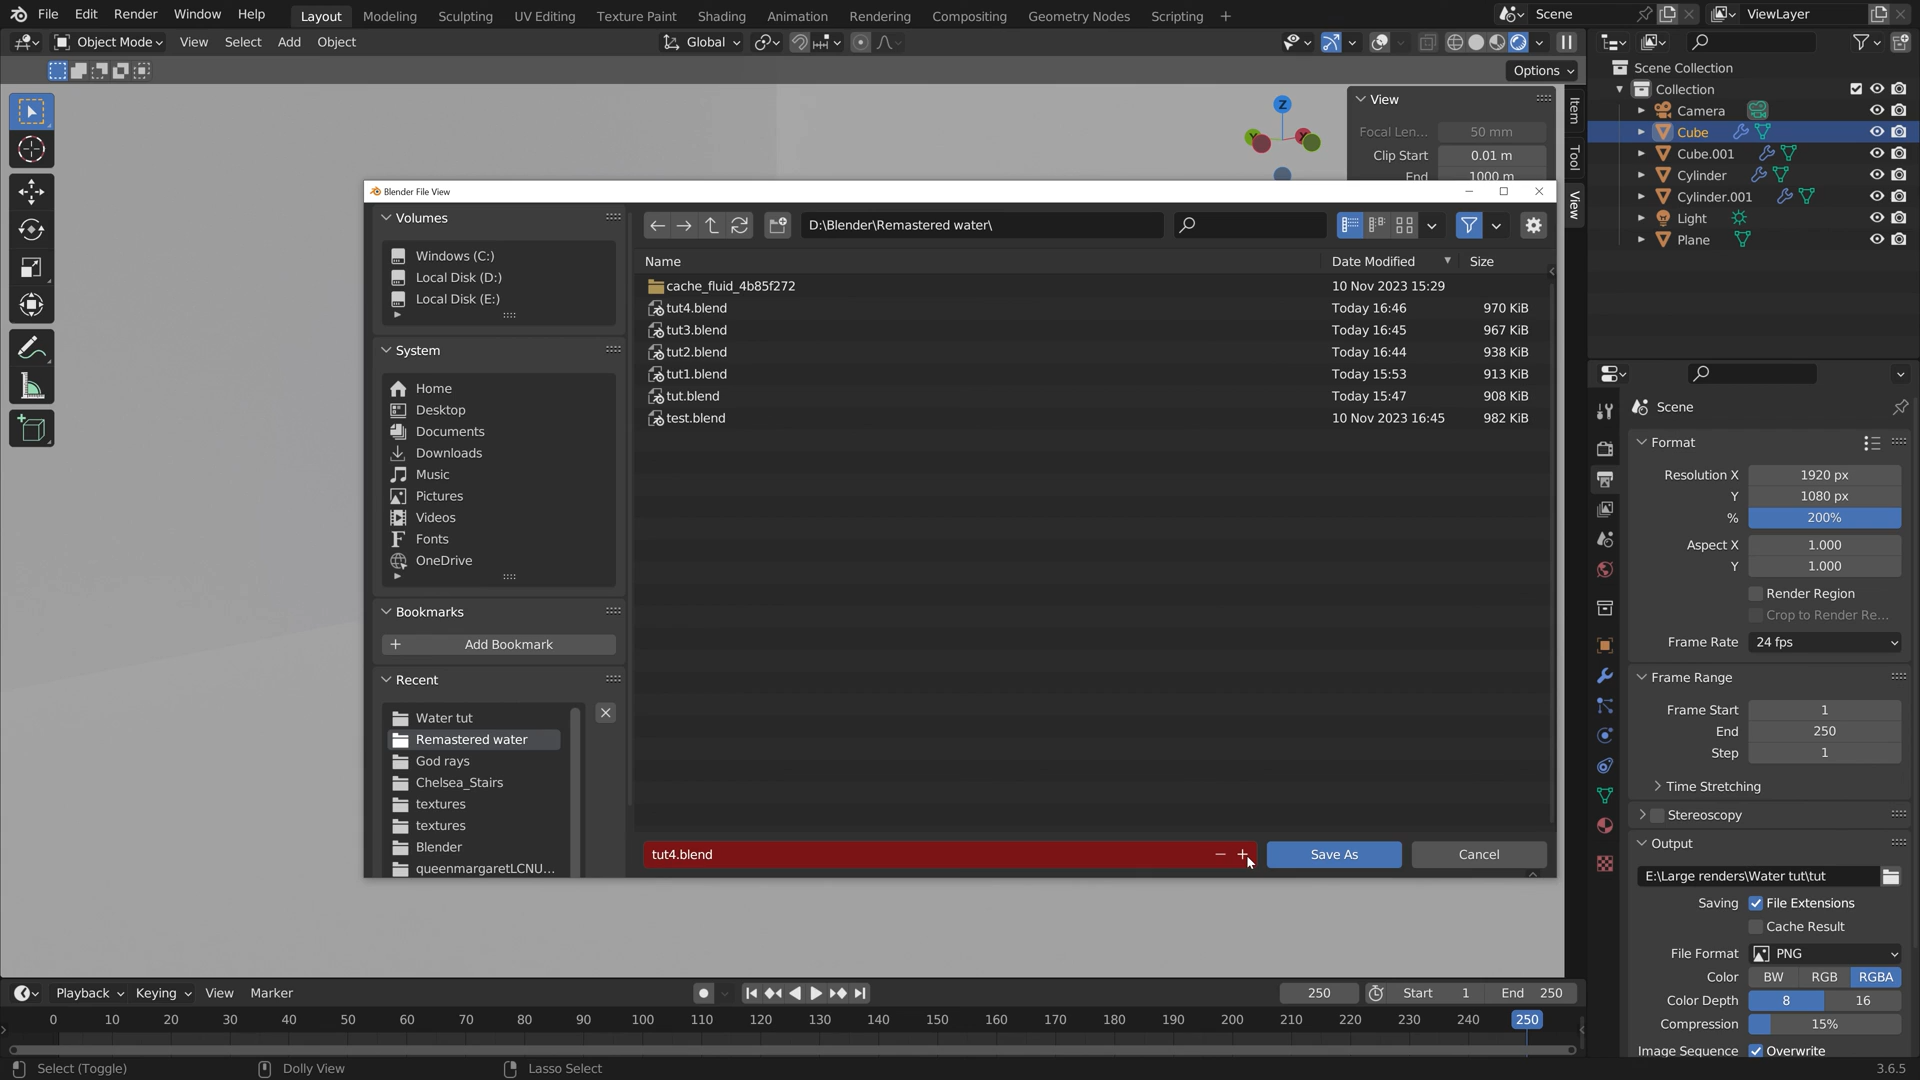 File Edit Render Window Help Layout Modeling Sculpting UV Editing Texture Paint Shading Animation Rendering Compositing Geometry Nodes Scripting + Scene ViewLayer
Object Mode View Select Add Object Global
Options
Scene Collection
Collection
Camera
Cube
Cube.001
Cylinder
Cylinder.001
Light
Plane
View
Focal Len... 50 mm
Clip Start 0.01 m
End 1000 m
Item
Tool
View
Z
Y
X
Blender File View
Volumes
Windows (C:)
Local Disk (D:)
Local Disk (E:)
System
Home
Desktop
Documents
Downloads
Music
Pictures
Videos
Fonts
OneDrive
Bookmarks
Add Bookmark
Recent
Water tut
Remastered water
God rays
Chelsea_Stairs
textures
textures
Blender
queenmargaretLCNU...
D:\Blender\Remastered water\
Name Date Modified Size
cache_fluid_4b85f272 10 Nov 2023 15:29
tut4.blend Today 16:46 970 KiB
tut3.blend Today 16:45 967 KiB
tut2.blend Today 16:44 938 KiB
tut1.blend Today 15:53 913 KiB
tut.blend Today 15:47 908 KiB
test.blend 10 Nov 2023 16:45 982 KiB
tut4.blend Save As Cancel
Scene
Format
Resolution X 1920 px
Y 1080 px
% 200%
Aspect X 1.000
Y 1.000
Render Region
Crop to Render Re...
Frame Rate 24 fps
Frame Range
Frame Start 1
End 250
Step 1
Time Stretching
Stereoscopy
Output
E:\Large renders\Water tut\tut
Saving File Extensions
Cache Result
File Format PNG
Color BW RGB RGBA
Color Depth 8 16
Compression 15%
Image Sequence Overwrite
Playback Keying View Marker 250 Start 1 End 250
0 10 20 30 40 50 60 70 80 90 100 110 120 130 140 150 160 170 180 190 200 210 220 230 240 250
Select (Toggle) Dolly View Lasso Select 3.6.5